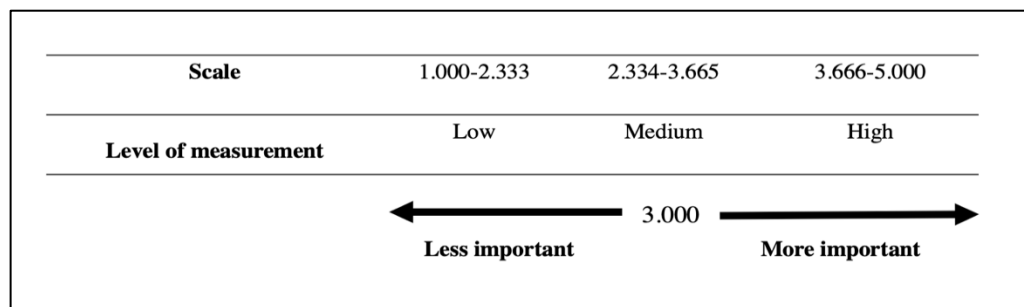 Scale 1.000-2.333 2.334-3.665 3.666-5.000
Level of measurement Low Medium High
3.000
Less important More important